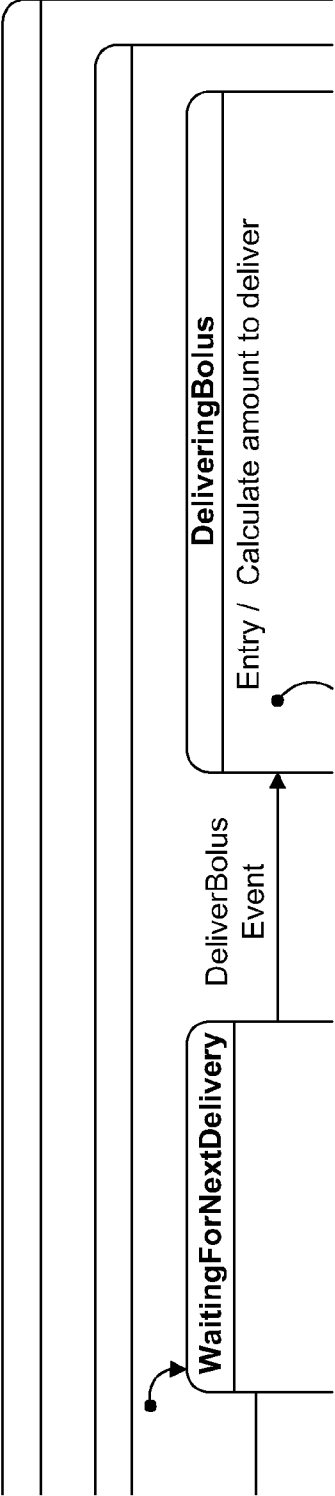 WaitingForNextDelivery
DeliverBolus
Event
DeliveringBolus
Entry / Calculate amount to deliver